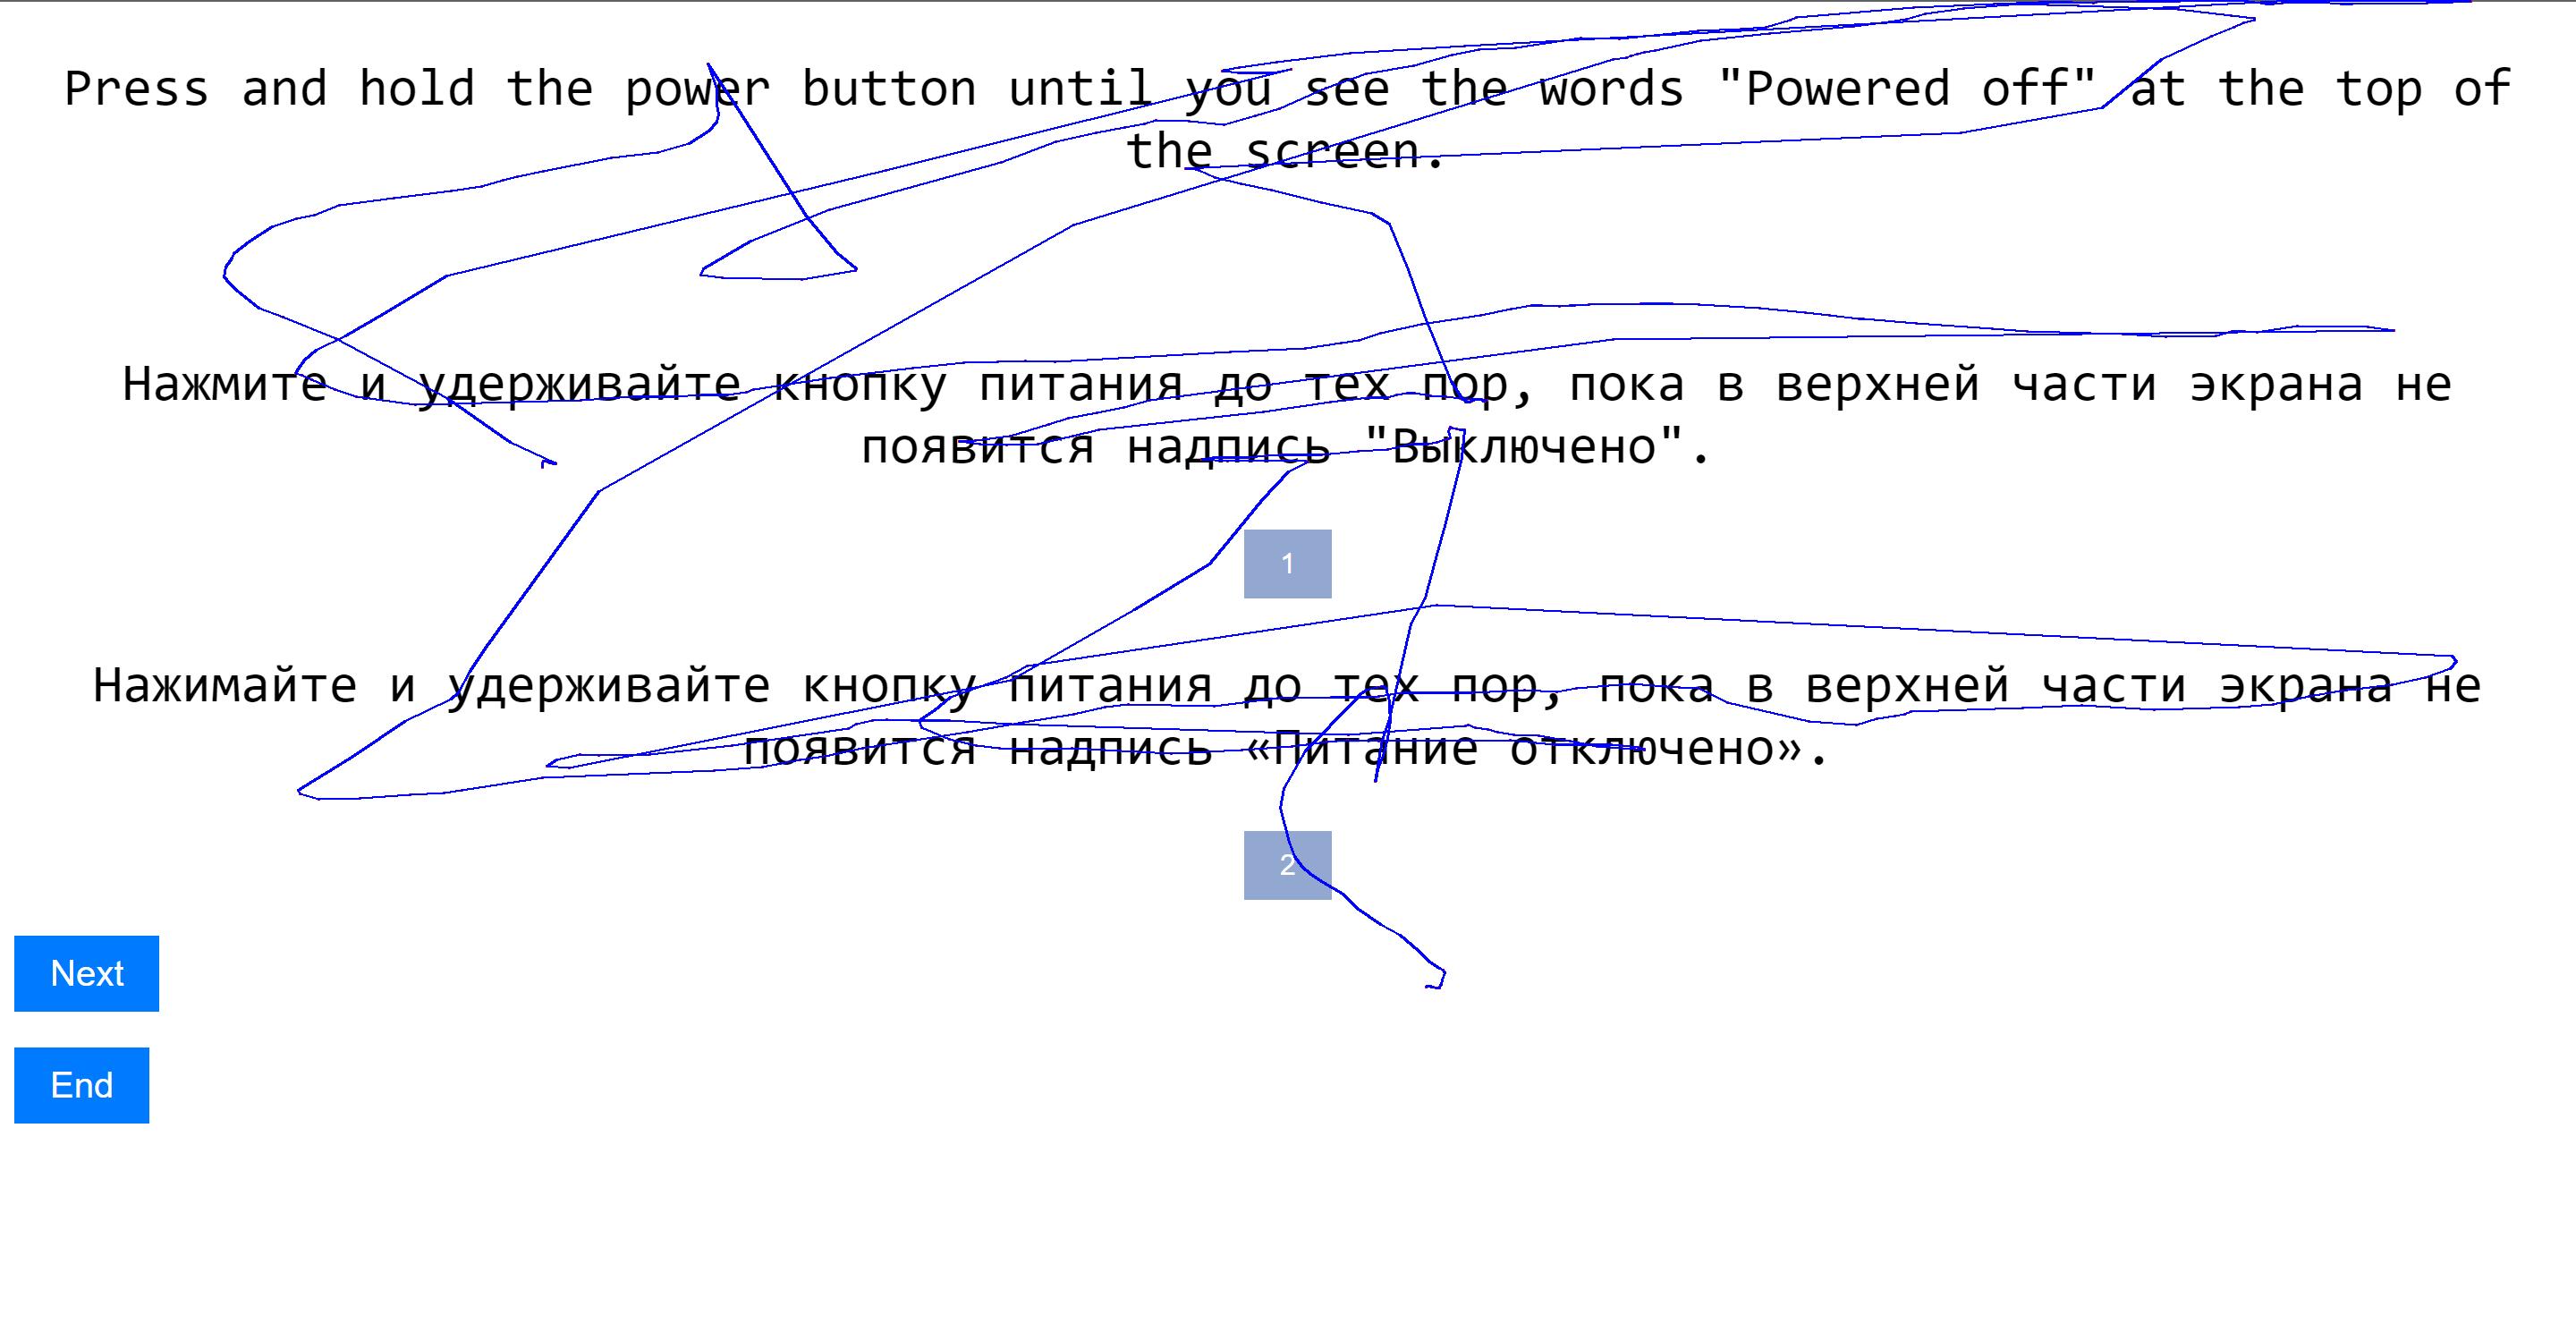 Press and hold the power button until you see the words "Powered off" at the top of
the screen.
Нажмите и удерживайте кнопку питания до тех пор, пока в верхней части экрана не
появится надпись "Выключено".
1
Нажимайте и удерживайте кнопку питания до тех пор, пока в верхней части экрана не
появится надпись «Питание отключено».
2
Next
End